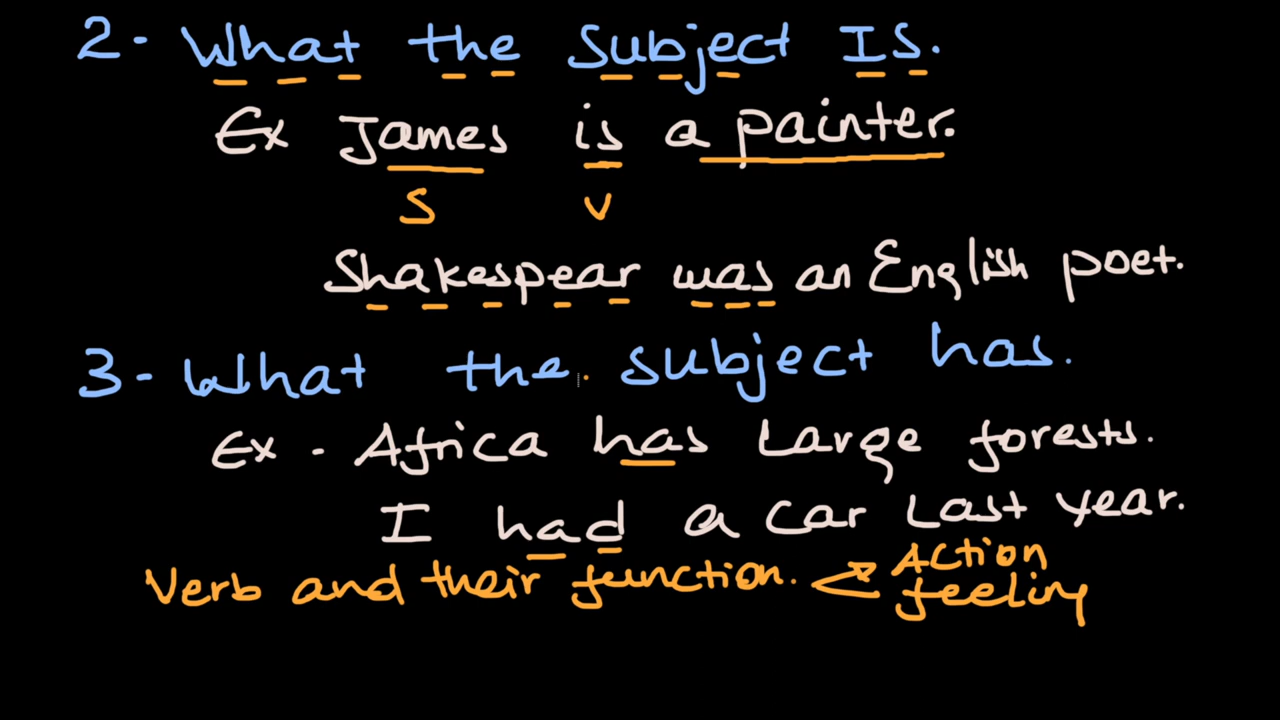 2- What the Subject Is.
Ex James is a painter.
S V
Shakespear was an English poet.
3- What the subject has.
Ex - Africa has Large forests.
I had a car Last year.
Verb and their function. Action
feeling